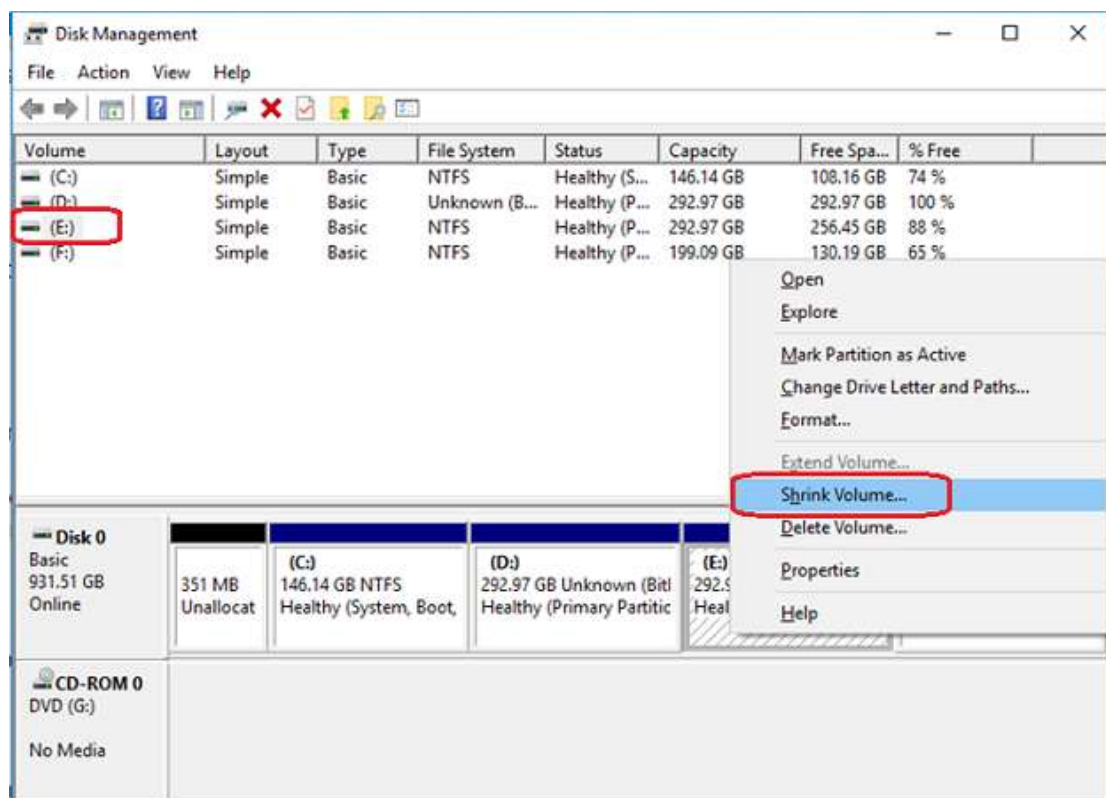 Disk Management
File Action View Help
Volume Layout Type File System Status Capacity Free Spa... % Free
(C:) Simple Basic NTFS Healthy (S... 146.14 GB 108.16 GB 74 %
(D:) Simple Basic Unknown (B... Healthy (P... 292.97 GB 292.97 GB 100 %
(E:) Simple Basic NTFS Healthy (P... 292.97 GB 256.45 GB 88 %
(F:) Simple Basic NTFS Healthy (P... 199.09 GB 130.19 GB 65 %
Open
Explore
Mark Partition as Active
Change Drive Letter and Paths...
Format...
Extend Volume...
Shrink Volume...
Delete Volume...
Properties
Help
Disk 0
Basic
931.51 GB
Online
351 MB
Unallocat
(C:)
146.14 GB NTFS
Healthy (System, Boot,
(D:)
292.97 GB Unknown (Bitl
Healthy (Primary Partitic
(E:)
292.9
Heal
CD-ROM 0
DVD (G:)
No Media